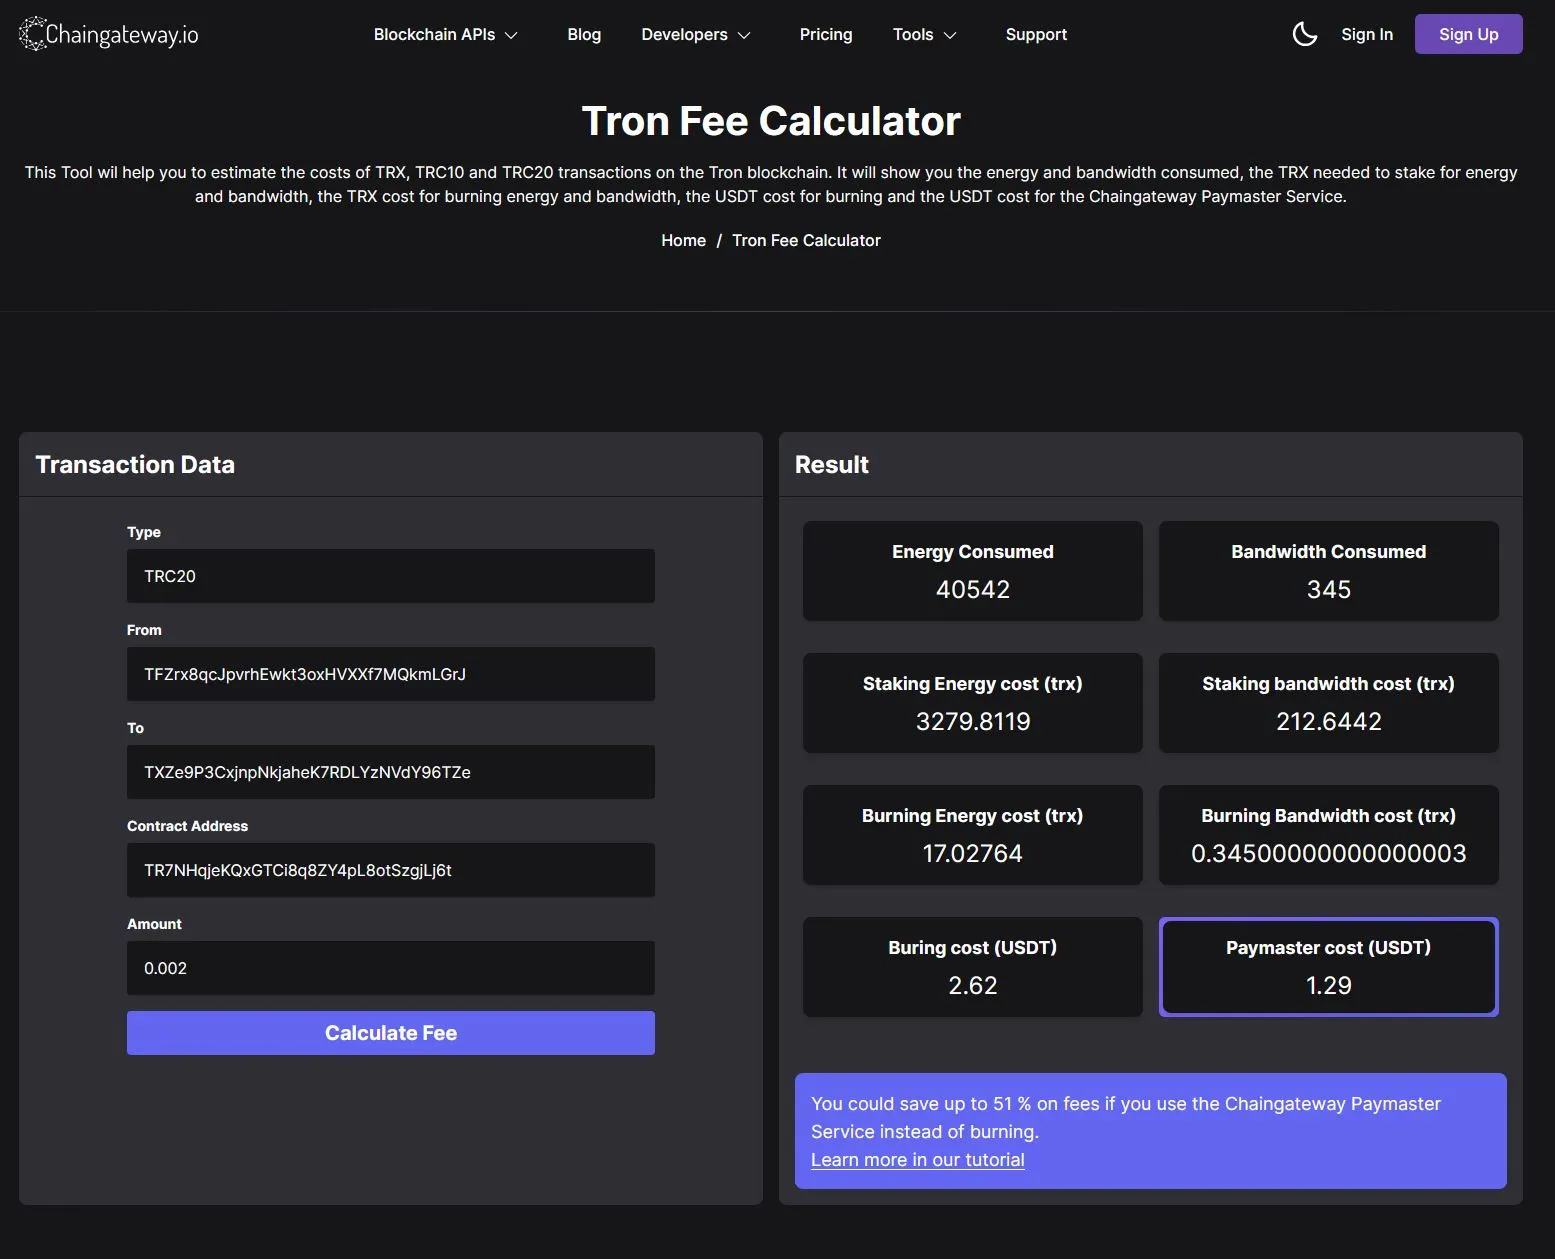 Chaingateway.io
Blockchain APIs
Blog
Developers
Pricing
Tools
Support
Sign In
Sign Up
Tron Fee Calculator
This Tool wil help you to estimate the costs of TRX, TRC10 and TRC20 transactions on the Tron blockchain. It will show you the energy and bandwidth consumed, the TRX needed to stake for energy
and bandwidth, the TRX cost for burning energy and bandwidth, the USDT cost for burning and the USDT cost for the Chaingateway Paymaster Service.
Home / Tron Fee Calculator
Transaction Data
Type
TRC20
From
TFZrx8qcJpvrhEwkt3oxHVXXf7MQkmLGrJ
To
TXZe9P3CxjnpNkjaheK7RDLYzNVdY96TZe
Contract Address
TR7NHqjeKQxGTCi8q8ZY4pL8otSzgjLj6t
Amount
0.002
Calculate Fee
Result
Energy Consumed
40542
Bandwidth Consumed
345
Staking Energy cost (trx)
3279.8119
Staking bandwidth cost (trx)
212.6442
Burning Energy cost (trx)
17.02764
Burning Bandwidth cost (trx)
0.34500000000000003
Buring cost (USDT)
2.62
Paymaster cost (USDT)
1.29
You could save up to 51 % on fees if you use the Chaingateway Paymaster
Service instead of burning.
Learn more in our tutorial